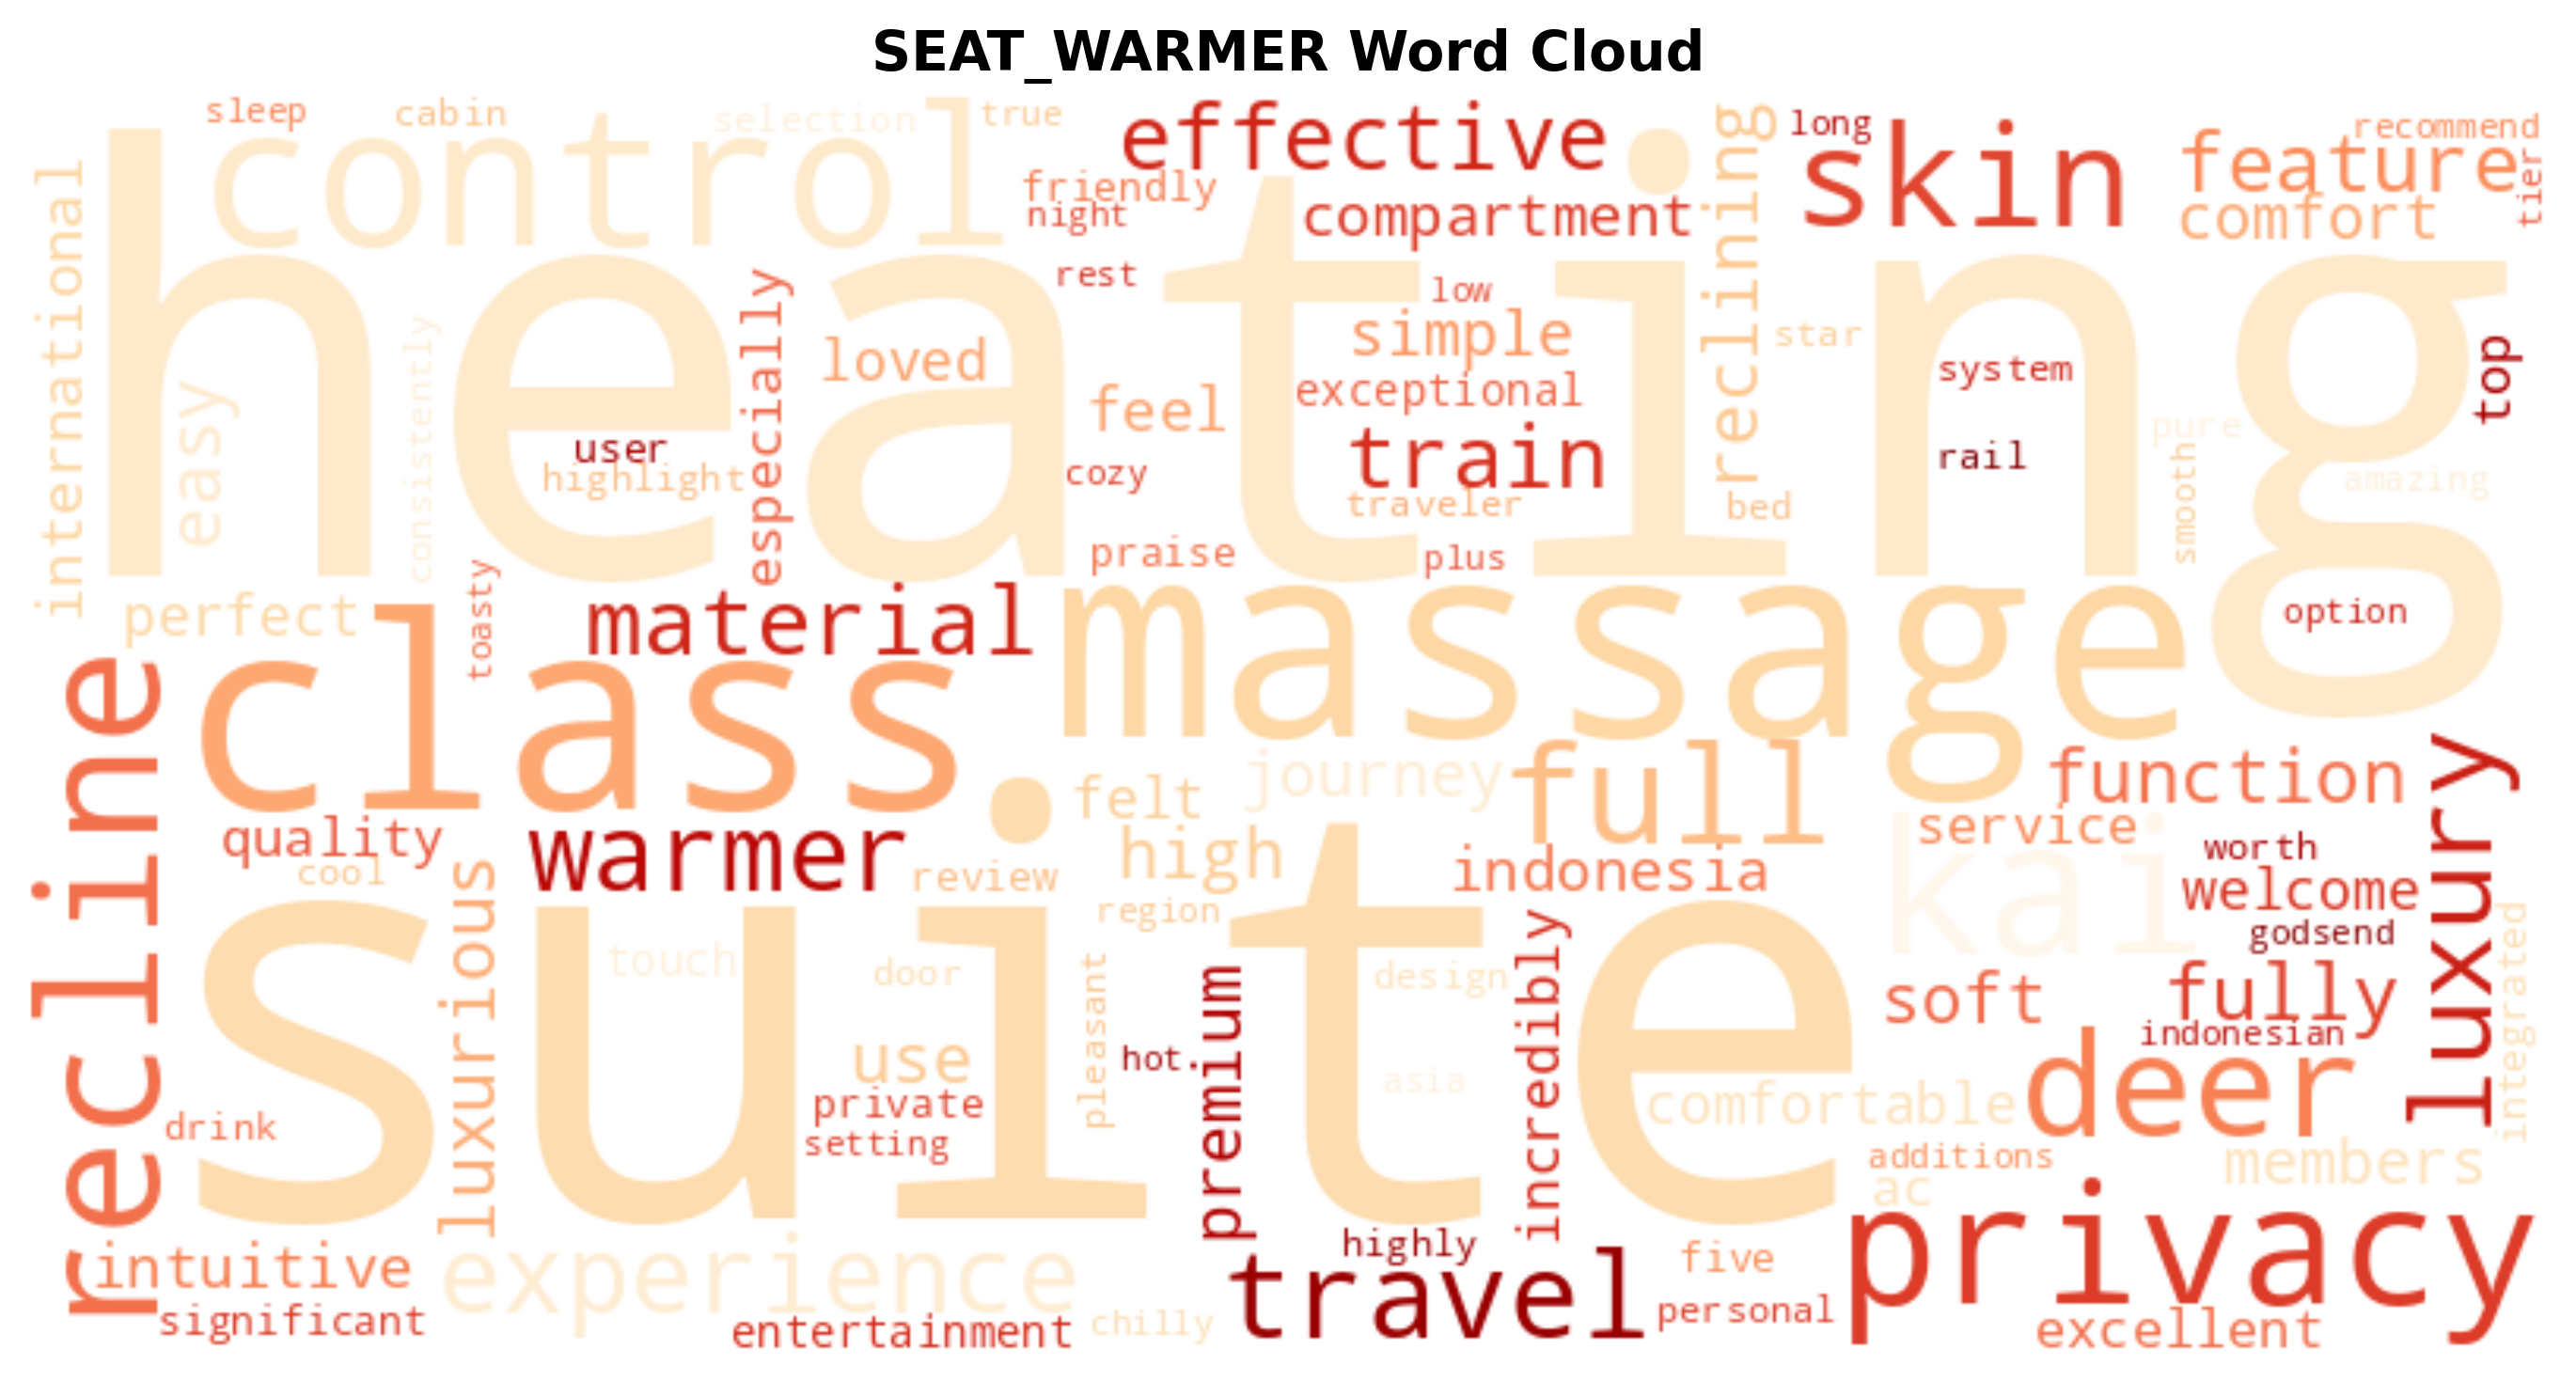 SEAT_WARMER Word Cloud
sleep
cabin
selection
true
control
international
heating
easy
consistently
user
highlight
especially
loved
friendly
night
effective
compartment
rest
low
simple
exceptional
feel
train
cozy
traveler
praise
plus
reclining
bed
long
skin
star
system
rail
feature
comfort
recommend
tier
top
pure
smooth
amazing
option
perfect
toasty
class
material
massage
recline
quality
cool
luxurious
warmer
review
felt
high
region
journey
full
indonesia
function
service
kai
worth
welcome
godsend
luxury
integrated
suite
touch
door
use
private
setting
pleasant
hot.
premium
design
asia
incredibly
soft
fully
indonesian
deer
comfortable
additions
ac
members
drink
intuitive
significant
experience
entertainment
chilly
highly
travel
five
personal
privacy
excellent